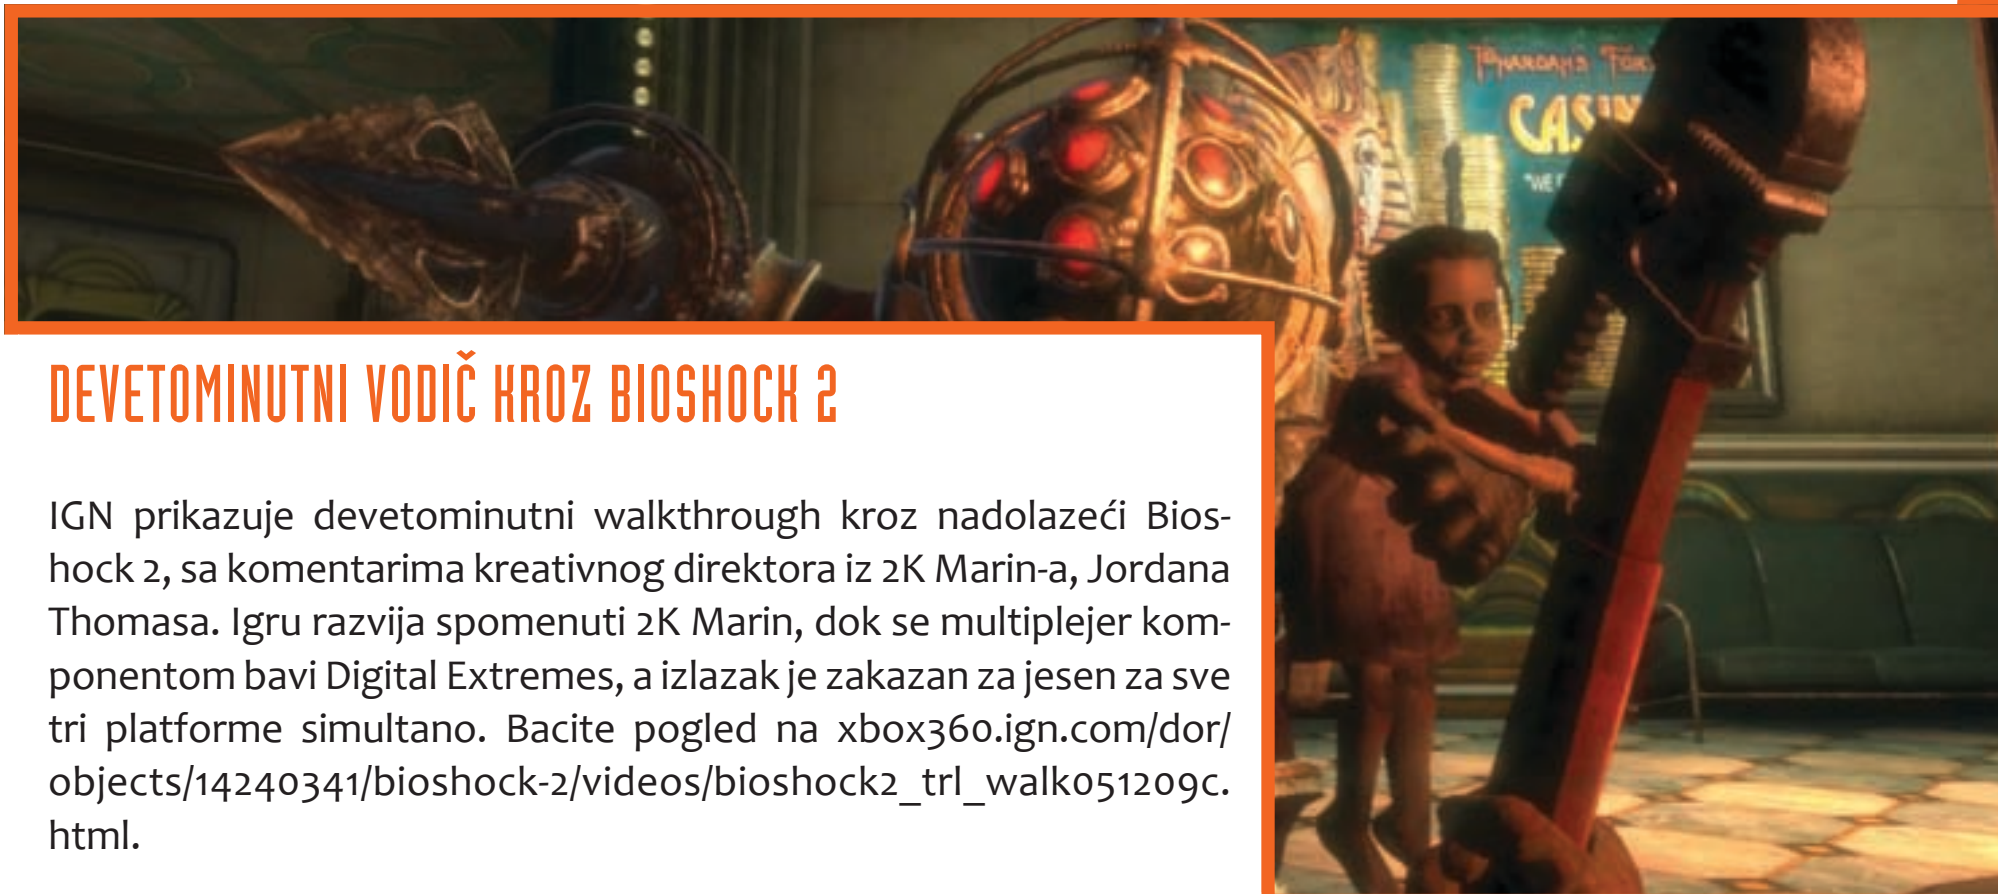 CASIN
"WE
DEVETOMINUTNI VODIČ KROZ BIOSHOCK 2
IGN prikazuje devetominutni walkthrough kroz nadolazeći Bios-
hock 2, sa komentarima kreativnog direktora iz 2K Marin-a, Jordana
Thomasa. Igru razvija spomenuti 2K Marin, dok se multiplejer kom-
ponentom bavi Digital Extremes, a izlazak je zakazan za jesen za sve
tri platforme simultano. Bacite pogled na xbox360.ign.com/dor/
objects/14240341/bioshock-2/videos/bioshock2_trl_walk051209c.
html.